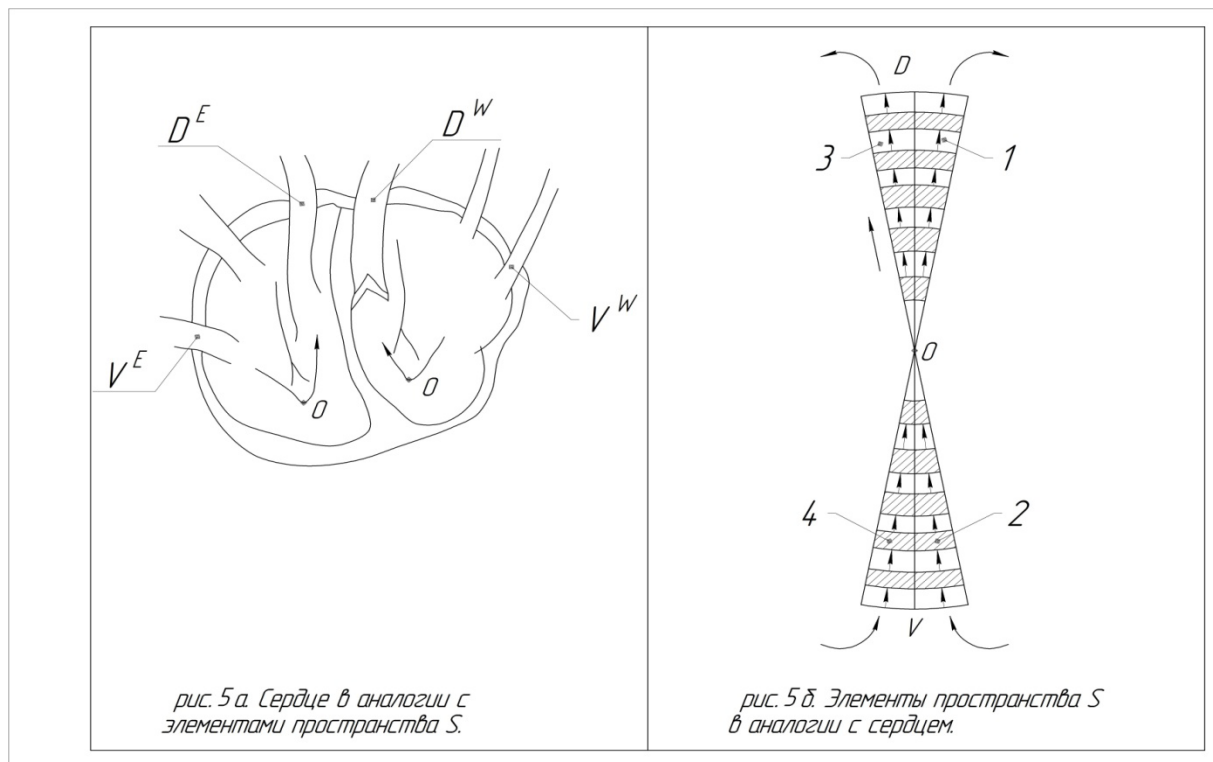 D^E
D^W
V^E
V^W
O
O
рис. 5 а. Сердце в аналогии с
элементами пространства S.
D
3
1
O
4
2
V
рис. 5 б. Элементы пространства S
в аналогии с сердцем.